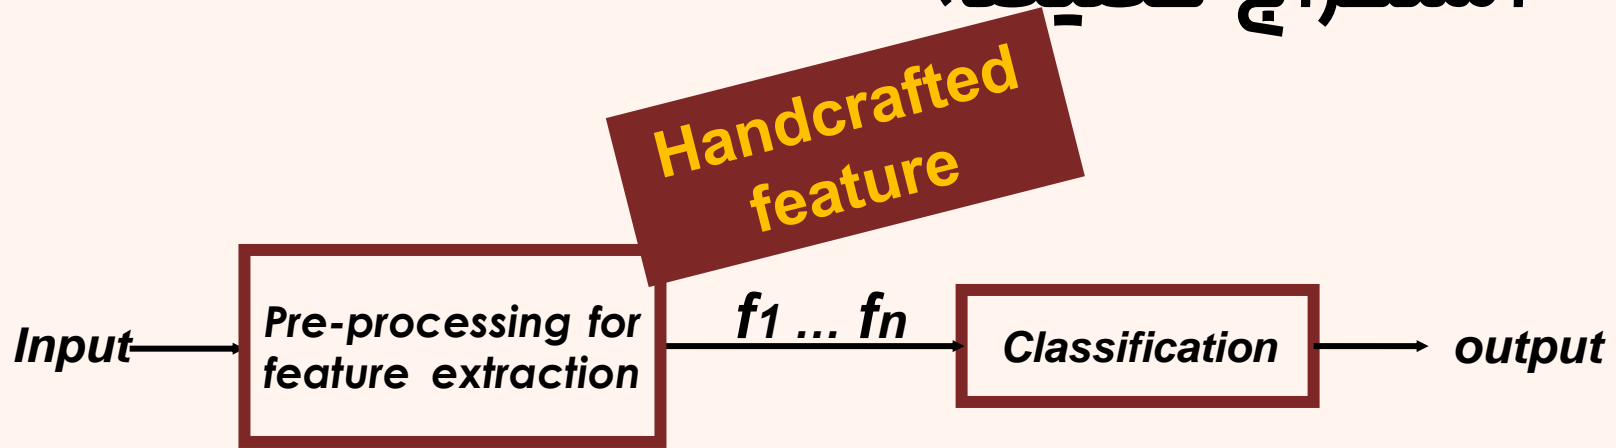 Handcrafted
feature
Pre-processing for
feature extraction
Input
f1 ... fn
Classification
output